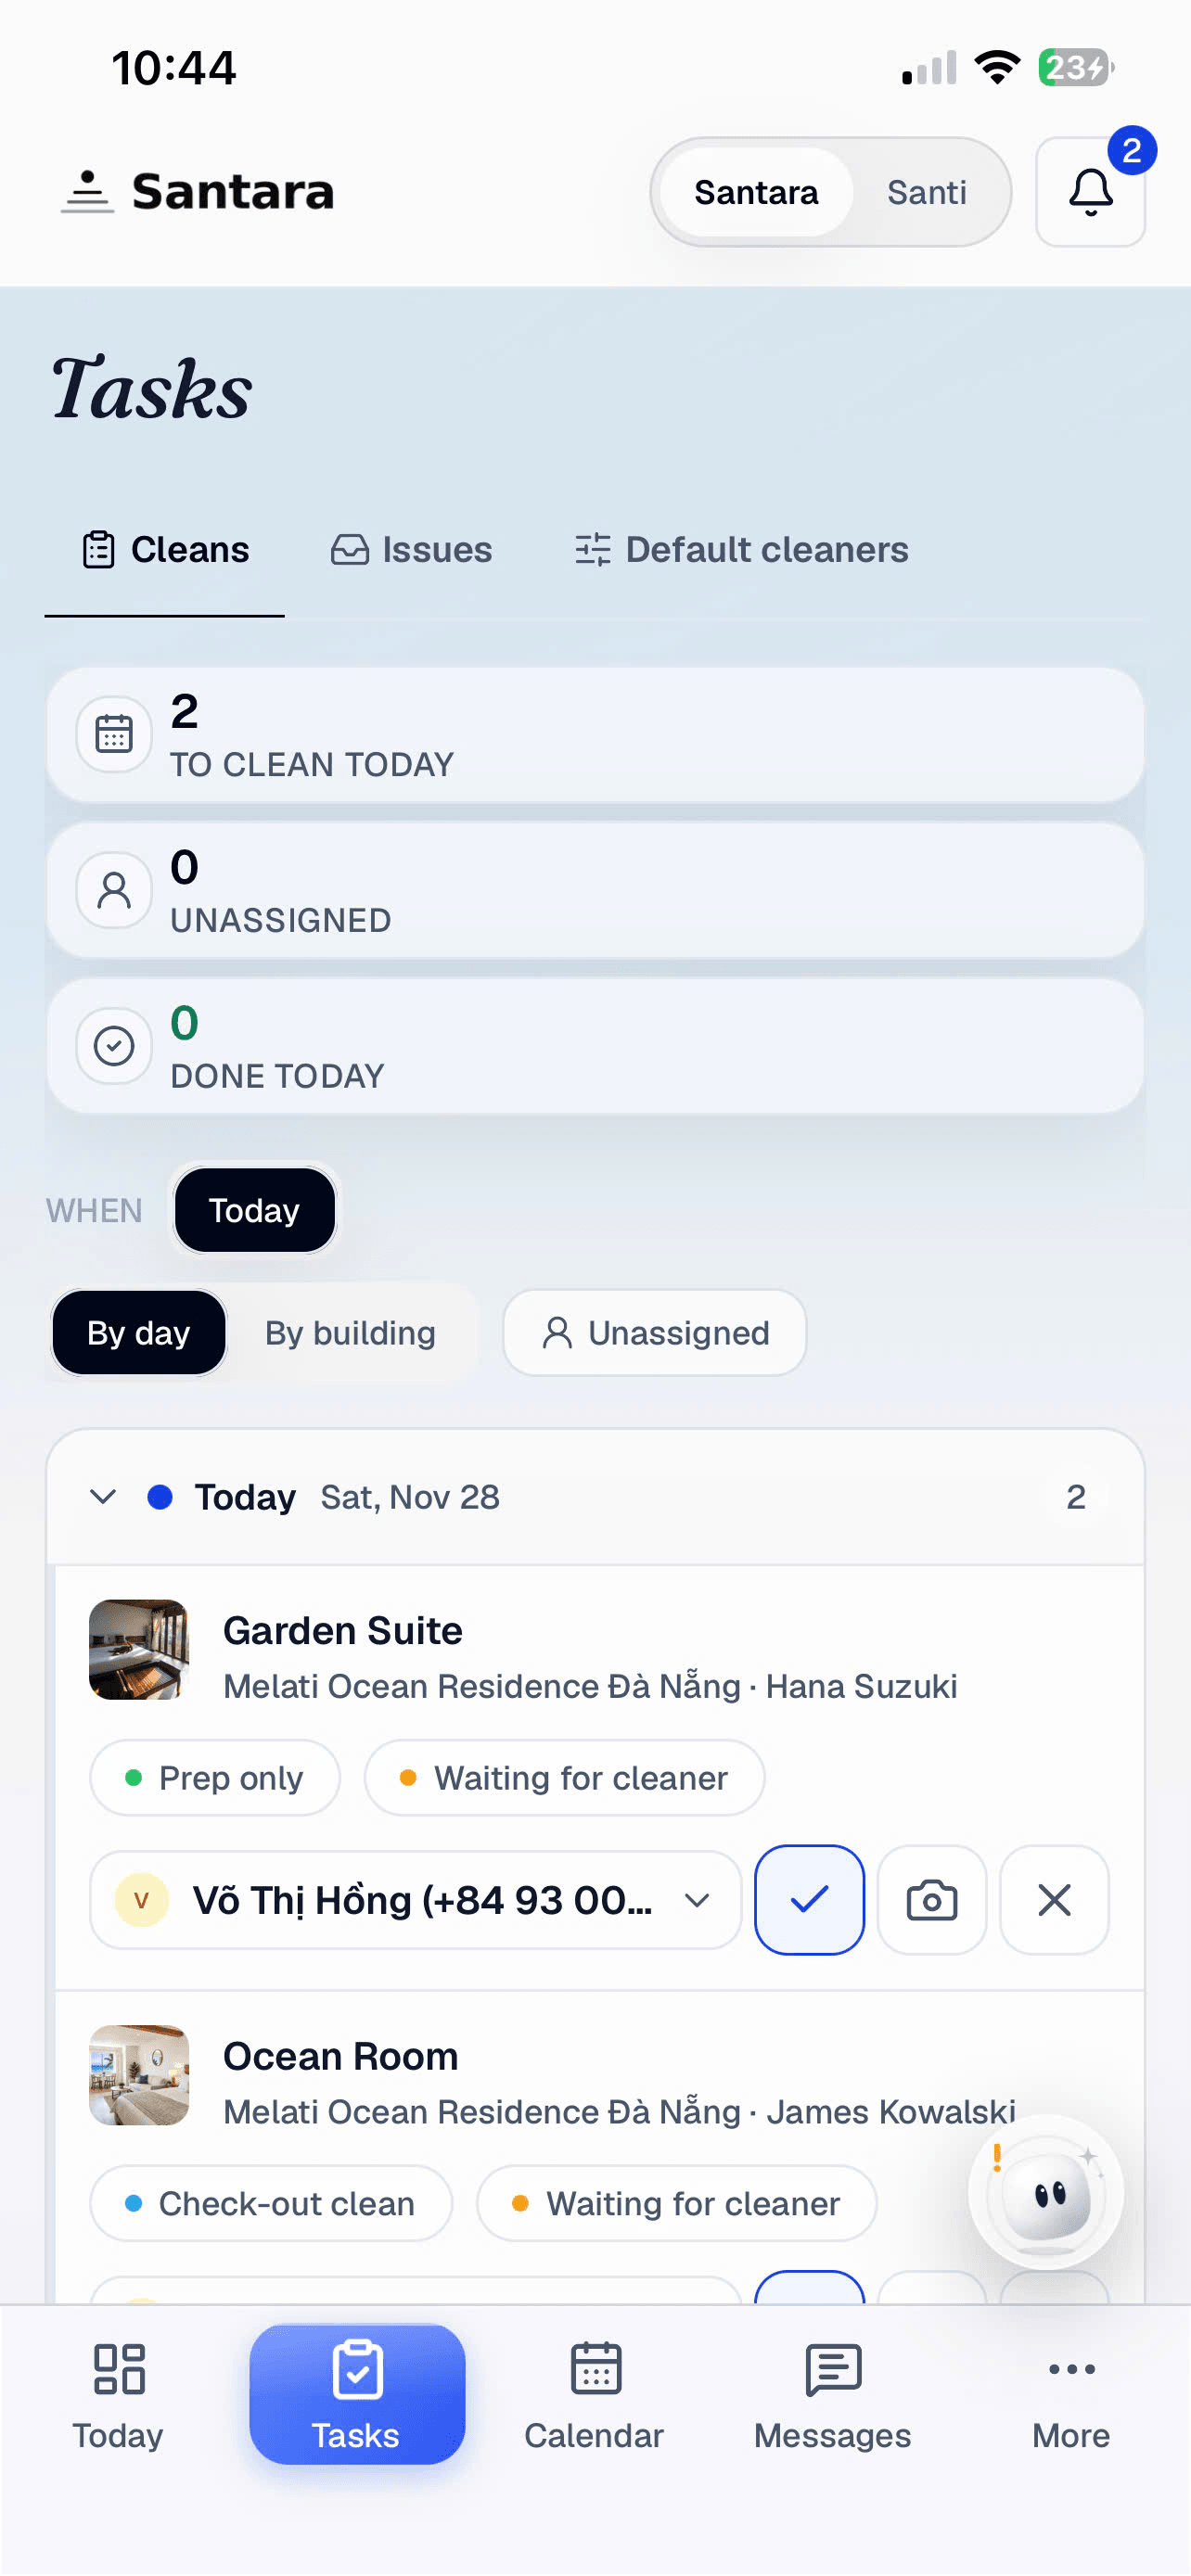 10:44
23
Santara
Santara Santi
2
Tasks
Cleans Issues Default cleaners
2
TO CLEAN TODAY
0
UNASSIGNED
0
DONE TODAY
WHEN Today
By day By building Unassigned
Today Sat, Nov 28 2
Garden Suite
Melati Ocean Residence Đà Nẵng · Hana Suzuki
Prep only Waiting for cleaner
V Võ Thị Hồng (+84 93 00...
Ocean Room
Melati Ocean Residence Đà Nẵng · James Kowalski
Check-out clean Waiting for cleaner
Today Tasks Calendar Messages More